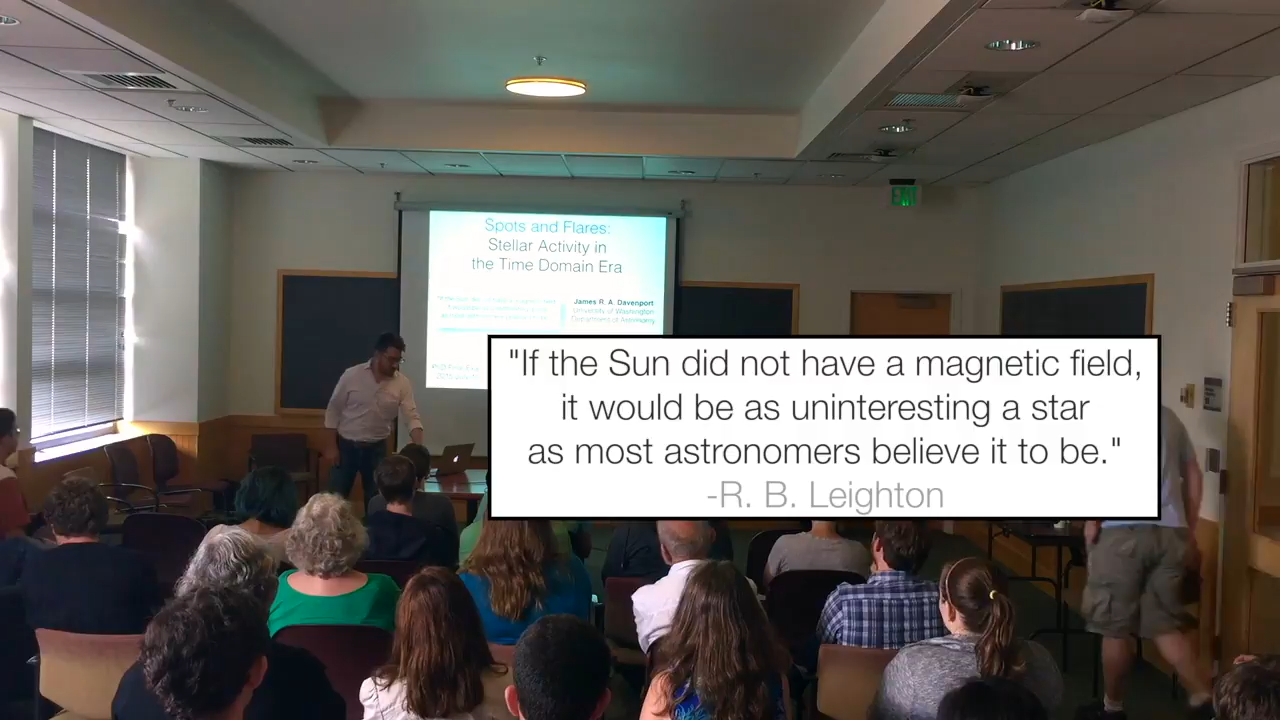 Spots and Flares:
Stellar Activity in
the Time Domain Era
James R. A. Davenport
University of Washington
Department of Astronomy
"If the Sun did not have a magnetic field,
it would be as uninteresting a star
as most astronomers believe it to be."
-R. B. Leighton
EXIT